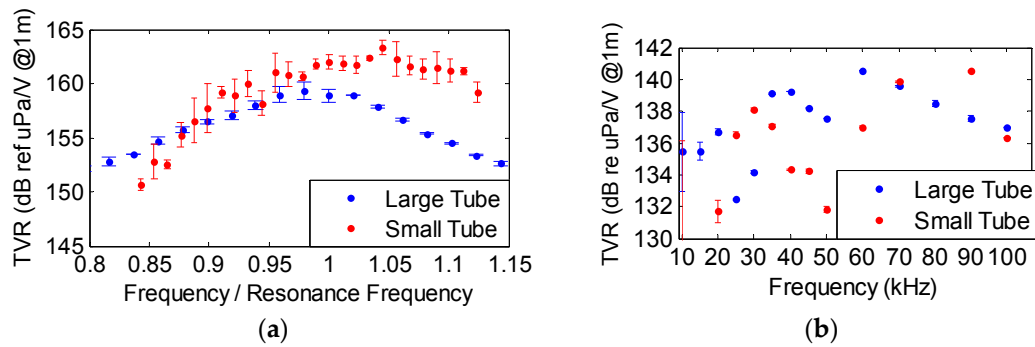 165
160
155
150
145
TVR (dB ref uPa/V @1m)
Large Tube
Small Tube
0.8 0.85 0.9 0.95 1 1.05 1.1 1.15
Frequency / Resonance Frequency
(a)
142
140
138
136
134
132
130
TVR (dB re uPa/V @1m)
Large Tube
Small Tube
10 20 30 40 50 60 70 80 90 100
Frequency (kHz)
(b)